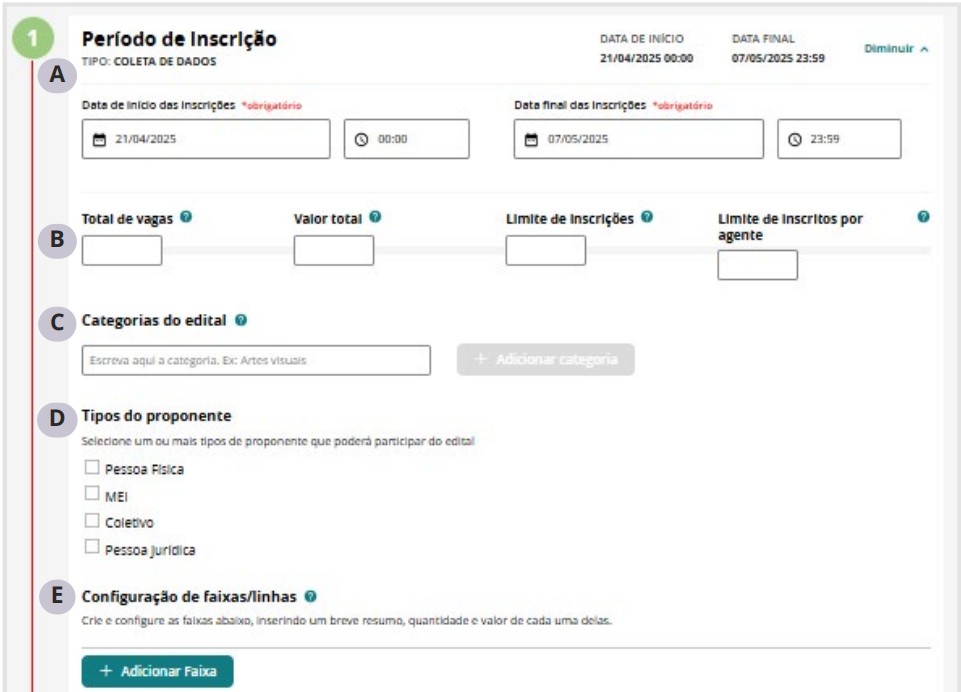 1
Período de Inscrição
A
TIPO: COLETA DE DADOS
DATA DE INÍCIO
21/04/2025 00:00
DATA FINAL
07/05/2025 23:59
Diminuir
Data de início das inscrições *obrigatório
21/04/2025
00:00
Data final das inscrições *obrigatório
07/05/2025
23:59
B
Total de vagas ?
Valor total ?
Limite de Inscrições ?
Limite de inscritos por
agente ?
C
Categorias do edital ?
Escreva aqui a categoria. Ex: Artes visuais
+ Adicionar categoria
D
Tipos do proponente
Selecione um ou mais tipos de proponente que poderá participar do edital
Pessoa Física
MEI
Coletivo
Pessoa Jurídica
E
Configuração de faixas/linhas ?
Crie e configure as faixas abaixo, inserindo um breve resumo, quantidade e valor de cada uma delas.
+ Adicionar Faixa